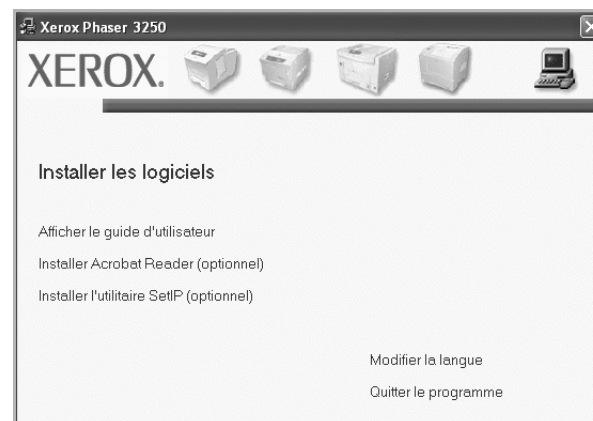 Xerox Phaser 3250
XEROX.
Installer les logiciels
Afficher le guide d'utilisateur
Installer Acrobat Reader (optionnel)
Installer l'utilitaire SetIP (optionnel)
Modifier la langue
Quitter le programme